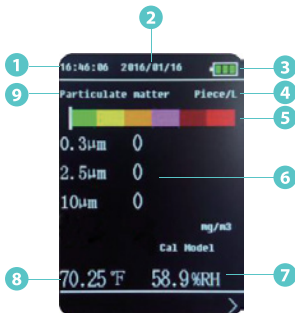 2
1 16:46:06 2016/01/16 3
9 Particulate matter Piece/L 4
5
0.3μm 0
2.5μm 0 6
10μm 0
mg/m3
Cal Model
8 70.25 °F 58.9 %RH 7
>